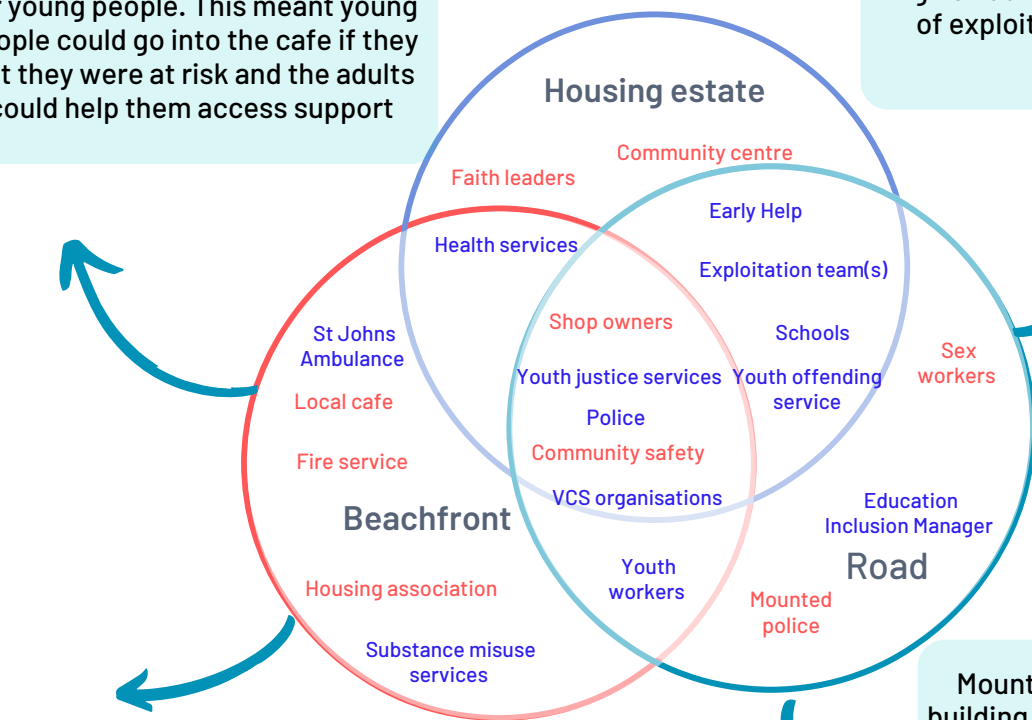 young people. This meant young
people could go into the cafe if they
they were at risk and the adults
could help them access support
of
Housing estate
Community centre
Faith leaders
Early Help
Health services
Exploitation team(s)
Shop owners
Schools
St Johns
Ambulance
Sex
workers
Youth justice services
Youth offending
service
Local cafe
Police
Community safety
Fire service
VCS organisations
Beachfront
Education
Inclusion Manager
Road
Youth
workers
Housing association
Mounted
police
Substance misuse
services
building